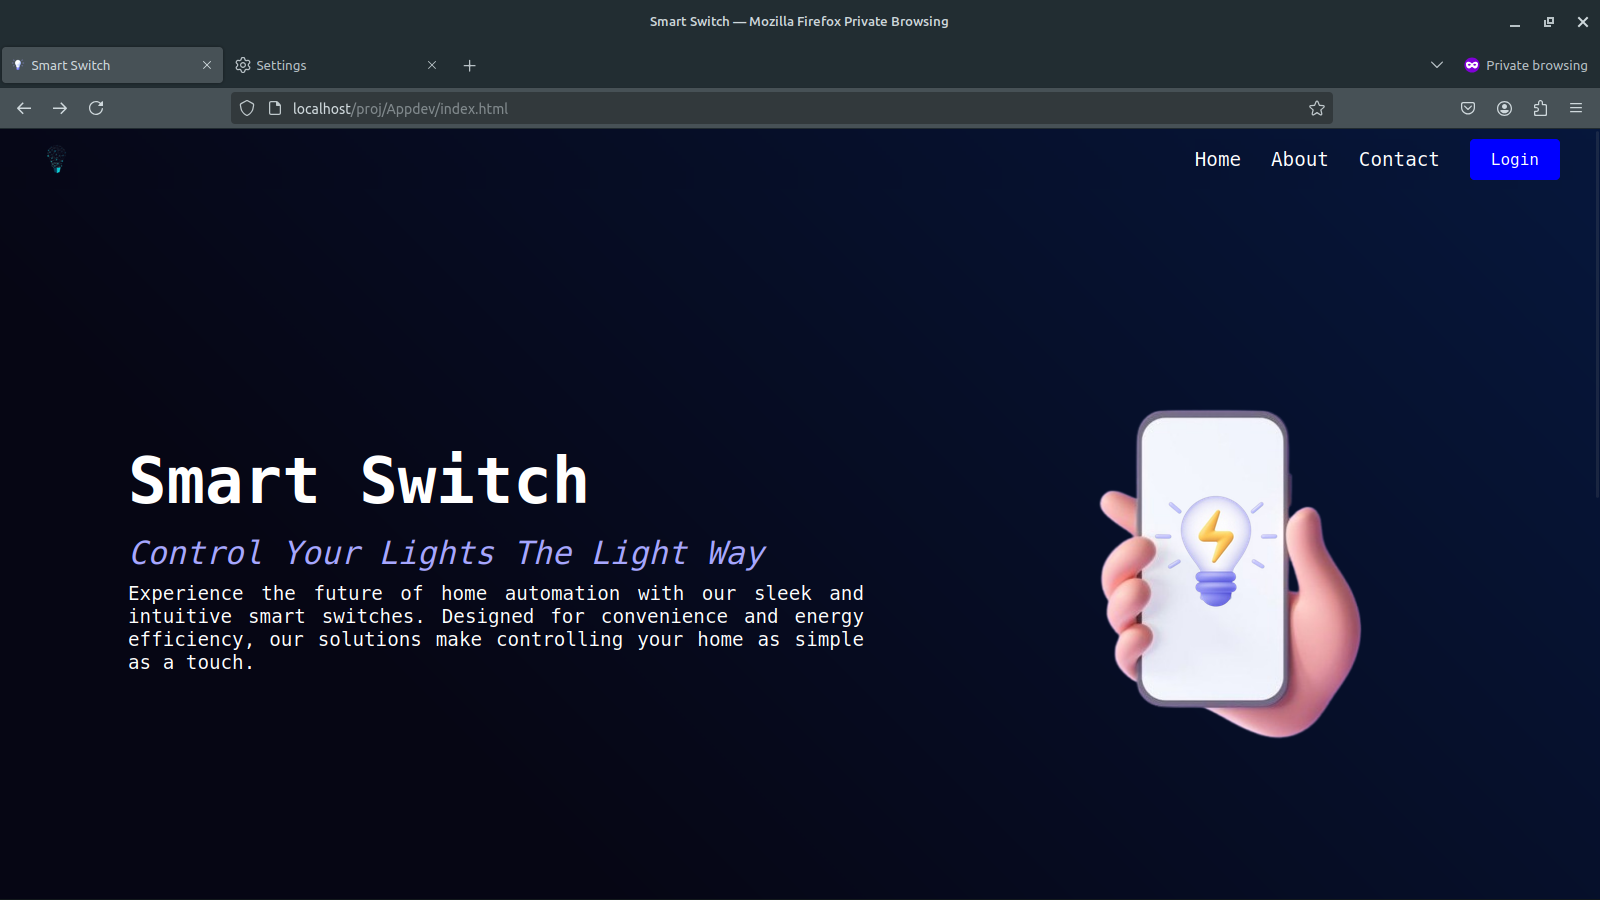 Smart Switch — Mozilla Firefox Private Browsing
Smart Switch
Settings
Private browsing
localhost/proj/Appdev/index.html
Home
About
Contact
Login
Smart Switch
Control Your Lights The Light Way
Experience the future of home automation with our sleek and
intuitive smart switches. Designed for convenience and energy
efficiency, our solutions make controlling your home as simple
as a touch.